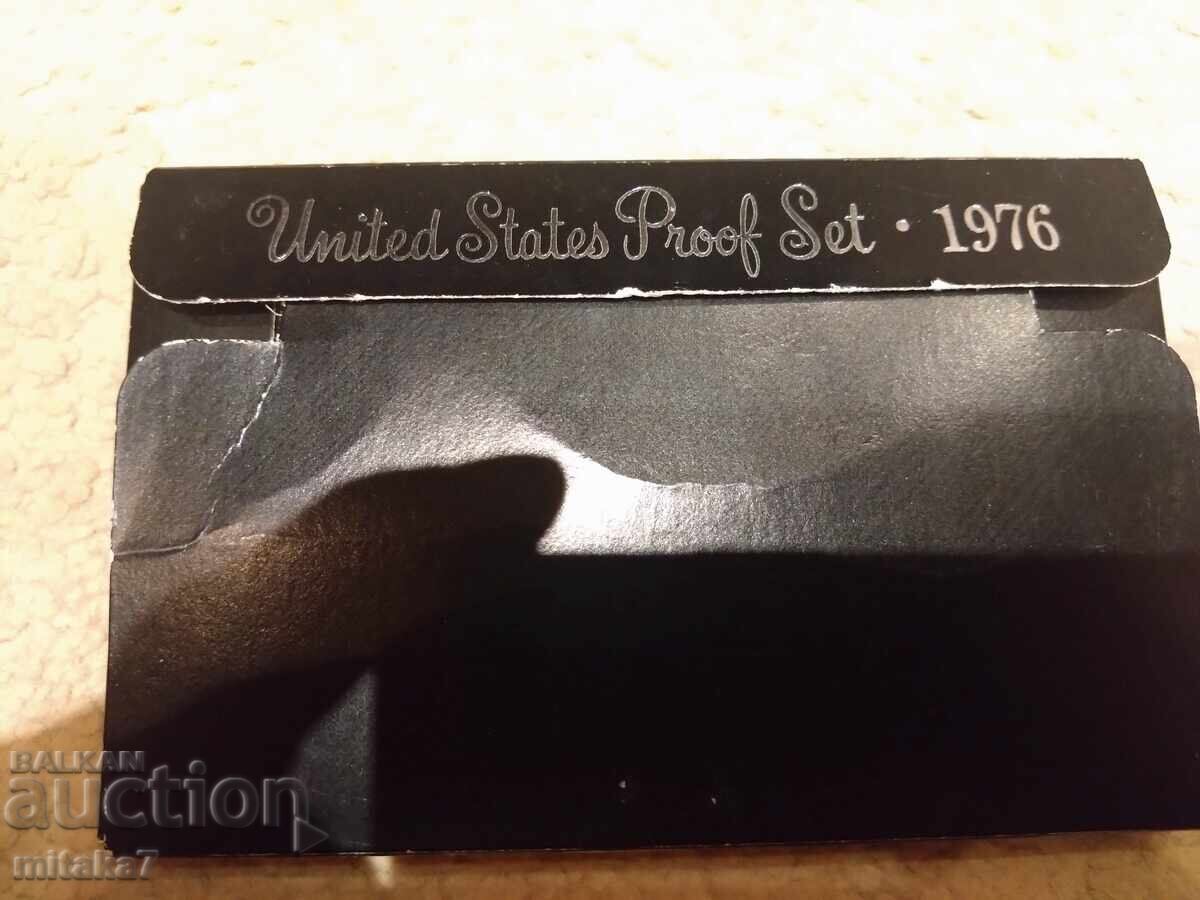 United States Proof Set · 1976
BALKAN
auction
mitaka7